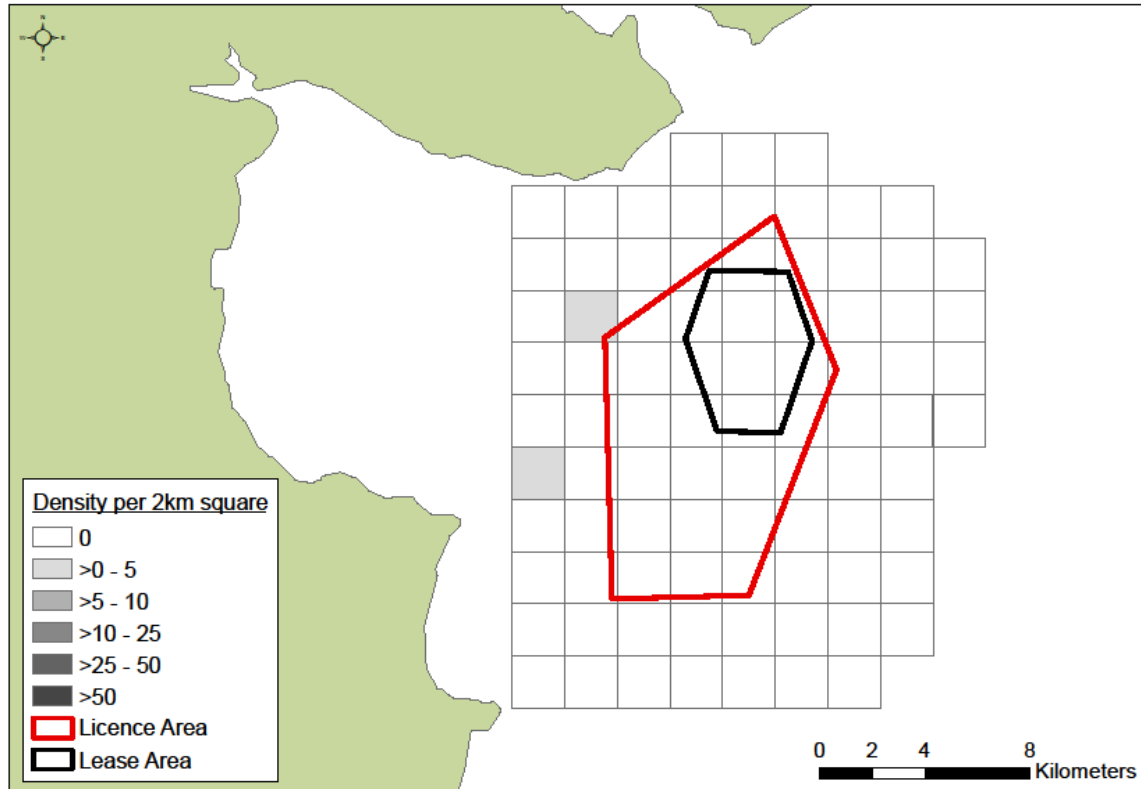 N
W E
S
Density per 2km square
0
>0 - 5
>5 - 10
>10 - 25
>25 - 50
>50
Licence Area
Lease Area
0 2 4 8
Kilometers